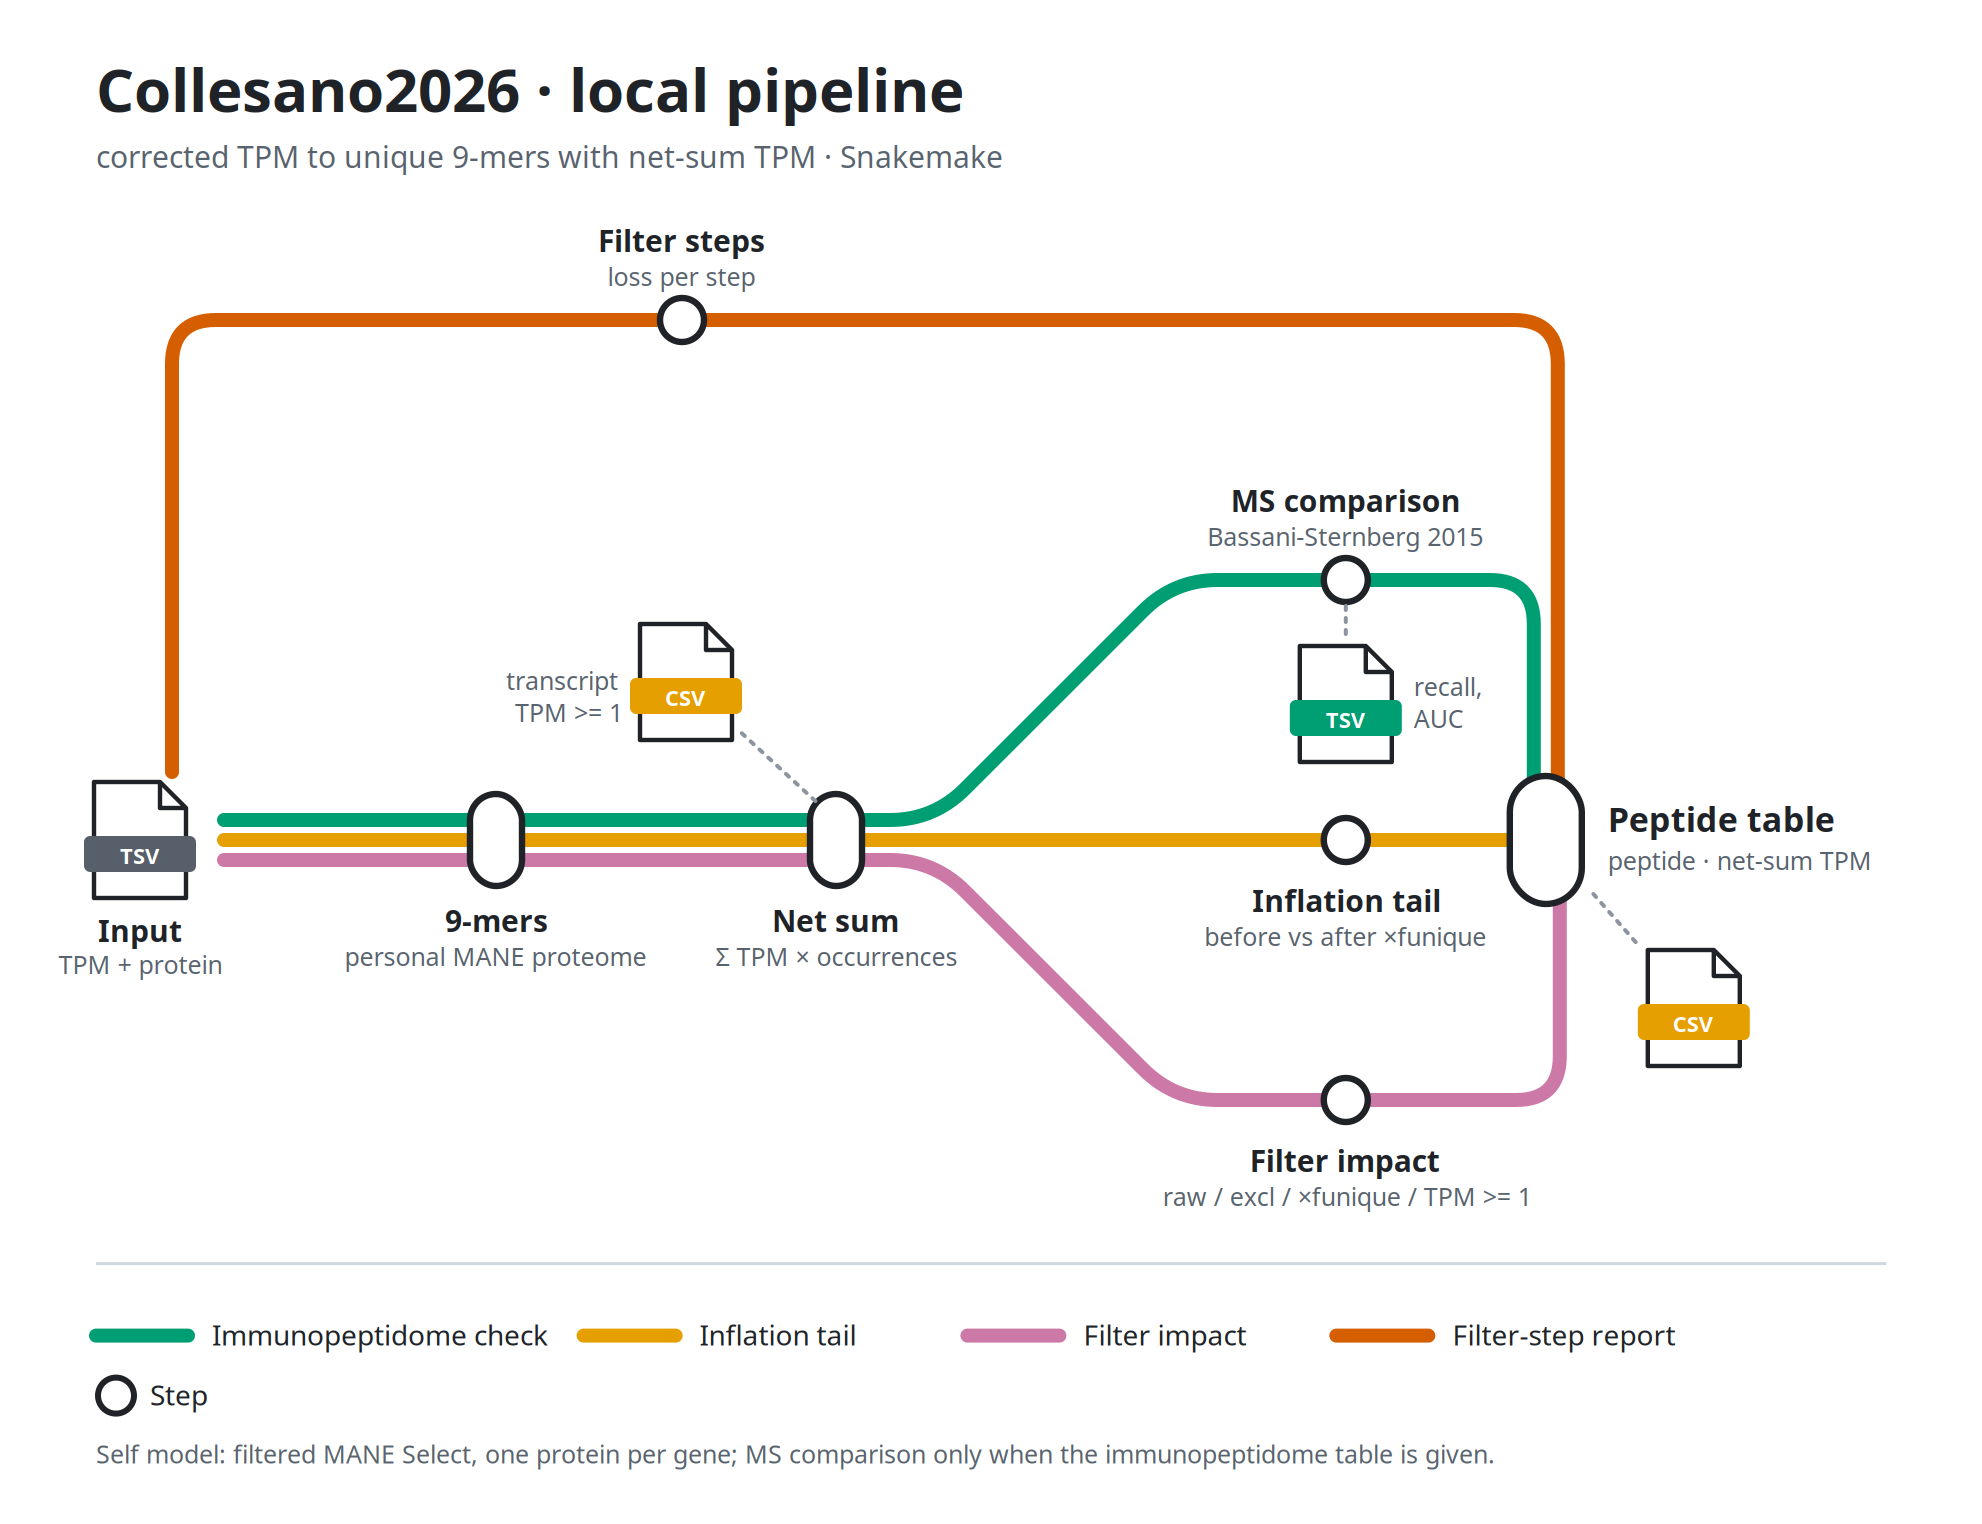 Collesano2026 · local pipeline
corrected TPM to unique 9-mers with net-sum TPM · Snakemake
Filter steps
loss per step
MS comparison
Bassani-Sternberg 2015
transcript
TPM >= 1
CSV
TSV
recall,
AUC
TSV
Input
TPM + protein
9-mers
personal MANE proteome
Net sum
Σ TPM × occurrences
Inflation tail
before vs after ×funique
Peptide table
peptide · net-sum TPM
CSV
Filter impact
raw / excl / ×funique / TPM >= 1
Immunopeptidome check
Inflation tail
Filter impact
Filter-step report
Step
Self model: filtered MANE Select, one protein per gene; MS comparison only when the immunopeptidome table is given.